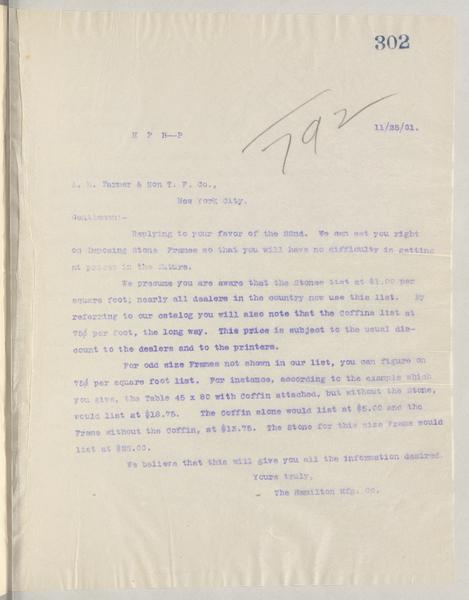 302
792
H P B--P 11/25/01.
A. D. Farmer & Son T. F. Co.,
New York City.
Gentlemen:-
Replying to your favor of the 22nd. We can set you right
on Imposing Stone Frames so that you will have no difficulty in getting
at prices in the future.
We presume you are aware that the Stones list at $1.00 per
square foot; nearly all dealers in the country now use this list. By
referring to our catalog you will also note that the Coffins list at
75¢ per foot, the long way. This price is subject to the usual dis-
count to the dealers and to the printers.
For odd size Frames not shown in our list, you can figure on
75¢ per square foot list. For instance, according to the example which
you give, the Table 45 x 80 with Coffin attached, but without the Stone,
would list at $18.75. The Coffin alone would list at $5.00 and the
Frame without the Coffin, at $13.75. The Stone for this size Frame would
list at $25.00.
We believe that this will give you all the information desired.
Yours truly,
The Hamilton Mfg. Co.